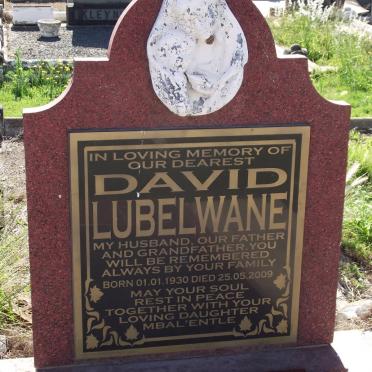 KLEYN
IN LOVING MEMORY OF
OUR DEAREST
DAVID
LUBELWANE
MY HUSBAND, OUR FATHER
AND GRANDFATHER. YOU
WILL BE REMEMBERED
ALWAYS BY YOUR FAMILY
BORN 01.01.1930 DIED 25.05.2009
MAY YOUR SOUL
REST IN PEACE
TOGETHER WITH YOUR
LOVING DAUGHTER
MBAL'ENTLE